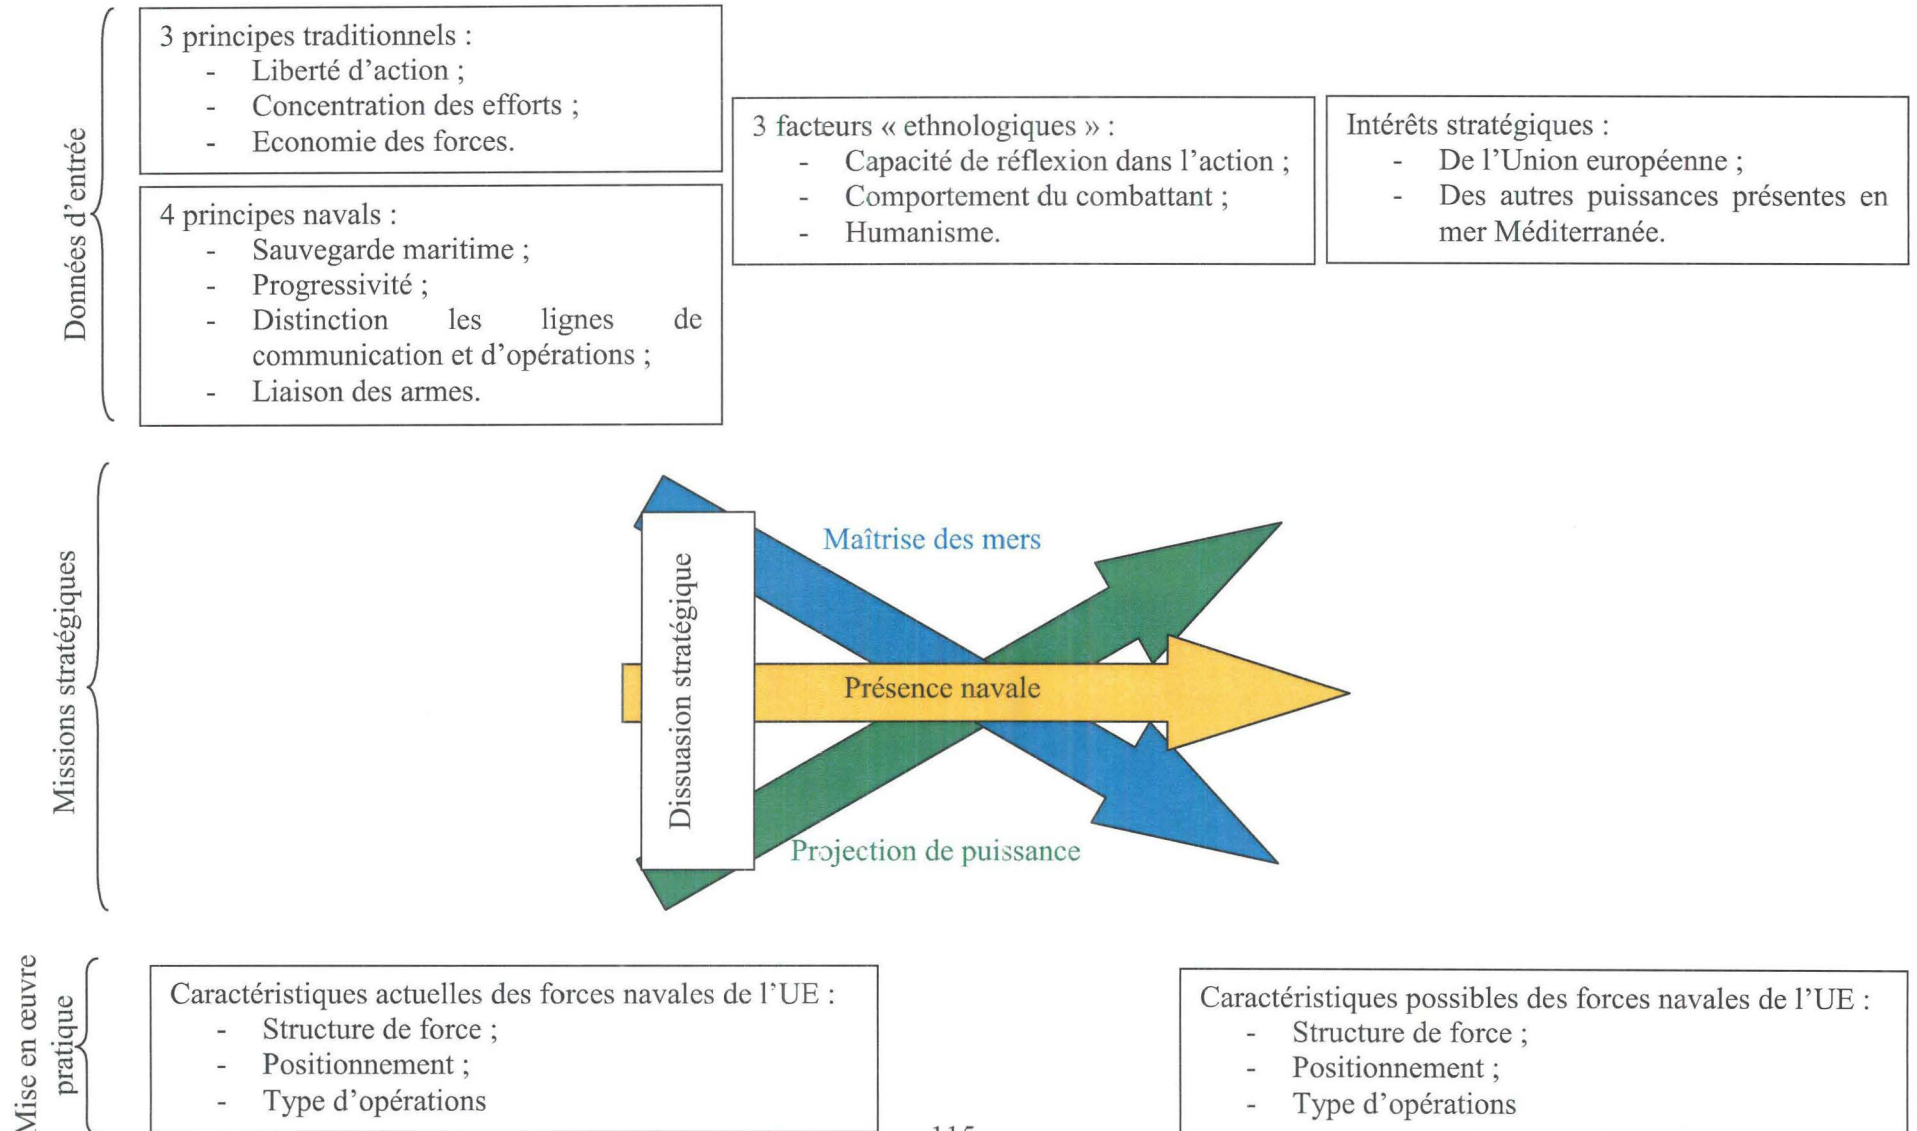 Données d'entrée
3 principes traditionnels :
- Liberté d'action ;
- Concentration des efforts ;
- Economie des forces.
4 principes navals :
- Sauvegarde maritime ;
- Progressivité ;
- Distinction les lignes de
communication et d'opérations ;
- Liaison des armes.
3 facteurs « ethnologiques » :
- Capacité de réflexion dans l'action ;
- Comportement du combattant ;
- Humanisme.
Intérêts stratégiques :
- De l'Union européenne ;
- Des autres puissances présentes en
mer Méditerranée.
Missions stratégiques
Dissuasion stratégique
Maîtrise des mers
Présence navale
Projection de puissance
Mise en œuvre
pratique
Caractéristiques actuelles des forces navales de l'UE :
- Structure de force ;
- Positionnement ;
- Type d'opérations
Caractéristiques possibles des forces navales de l'UE :
- Structure de force ;
- Positionnement ;
- Type d'opérations
115